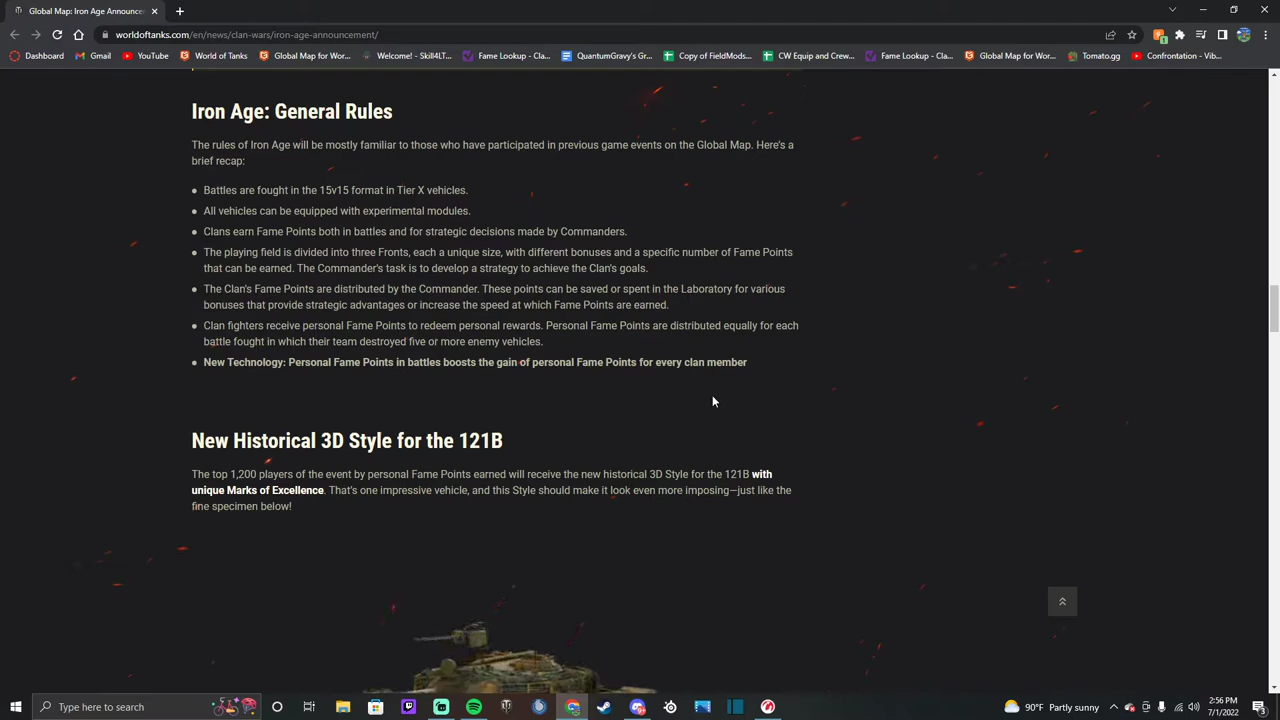 Global Map: Iron Age Announce
worldoftanks.com/en/news/clan-wars/iron-age-announcement/
Dashboard
Gmail
YouTube
World of Tanks
Global Map for Wor...
Welcome! - Skill4LT...
Fame Lookup - Cla...
QuantumGravy's Gr...
Copy of FieldMods...
CW Equip and Crew...
Fame Lookup - Cla...
Global Map for Wor...
Tomato.gg
Confrontation - Vib...
Iron Age: General Rules
The rules of Iron Age will be mostly familiar to those who have participated in previous game events on the Global Map. Here's a
brief recap:
Battles are fought in the 15v15 format in Tier X vehicles.
All vehicles can be equipped with experimental modules.
Clans earn Fame Points both in battles and for strategic decisions made by Commanders.
The playing field is divided into three Fronts, each a unique size, with different bonuses and a specific number of Fame Points
that can be earned. The Commander's task is to develop a strategy to achieve the Clan's goals.
The Clan's Fame Points are distributed by the Commander. These points can be saved or spent in the Laboratory for various
bonuses that provide strategic advantages or increase the speed at which Fame Points are earned.
Clan fighters receive personal Fame Points to redeem personal rewards. Personal Fame Points are distributed equally for each
battle fought in which their team destroyed five or more enemy vehicles.
New Technology: Personal Fame Points in battles boosts the gain of personal Fame Points for every clan member
New Historical 3D Style for the 121B
The top 1,200 players of the event by personal Fame Points earned will receive the new historical 3D Style for the 121B with
unique Marks of Excellence. That's one impressive vehicle, and this Style should make it look even more imposing—just like the
fine specimen below!
Type here to search
90°F Partly sunny
2:56 PM
7/1/2022